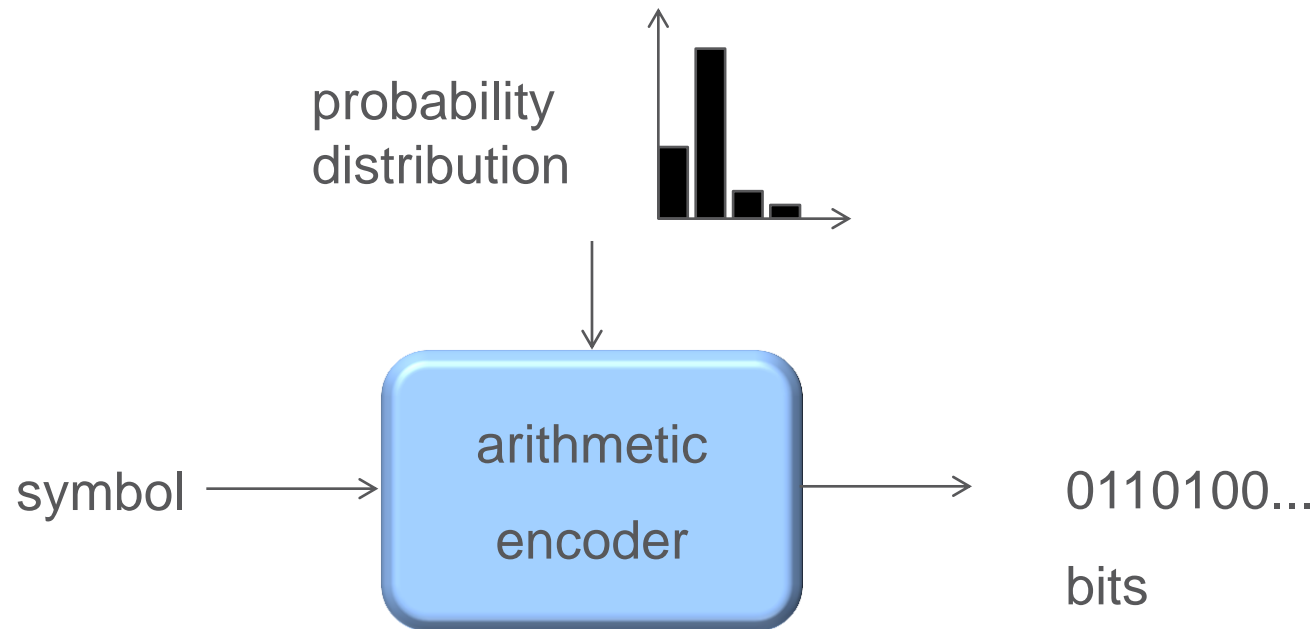 probability
distribution
arithmetic
encoder
symbol
0110100...
bits